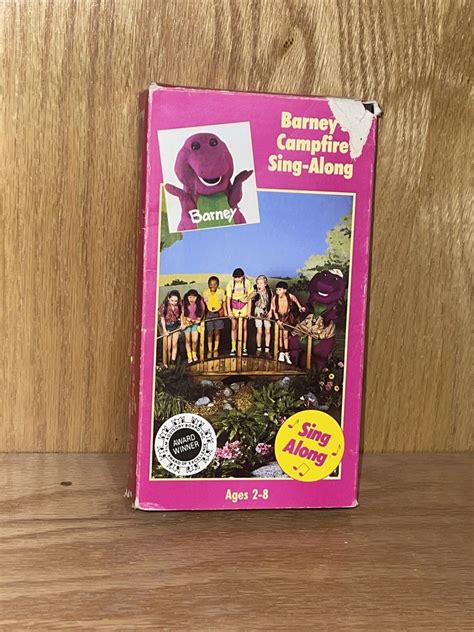 Barney
Campfire
Sing-Along
Barney
AWARD
WINNER
Sing
Along
Ages 2-8